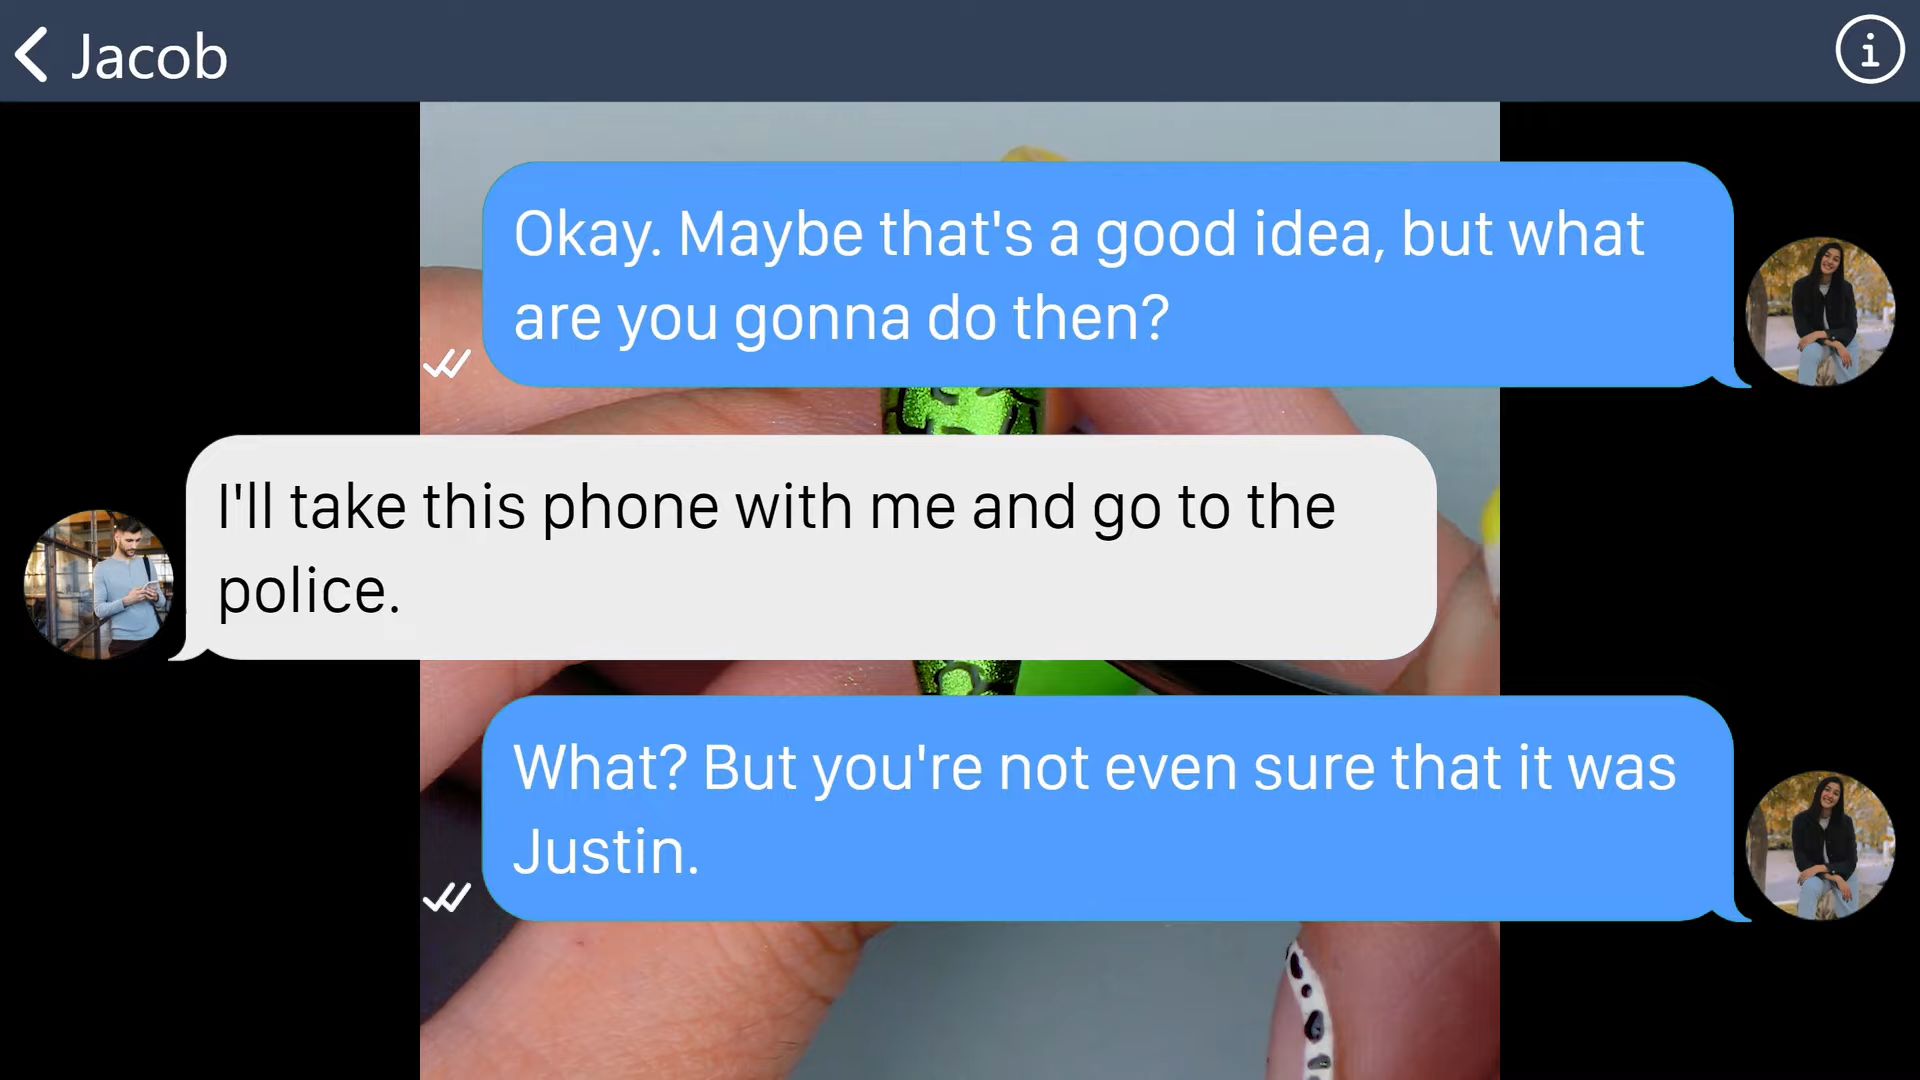 Jacob
Okay. Maybe that's a good idea, but what
are you gonna do then?
I'll take this phone with me and go to the
police.
What? But you're not even sure that it was
Justin.